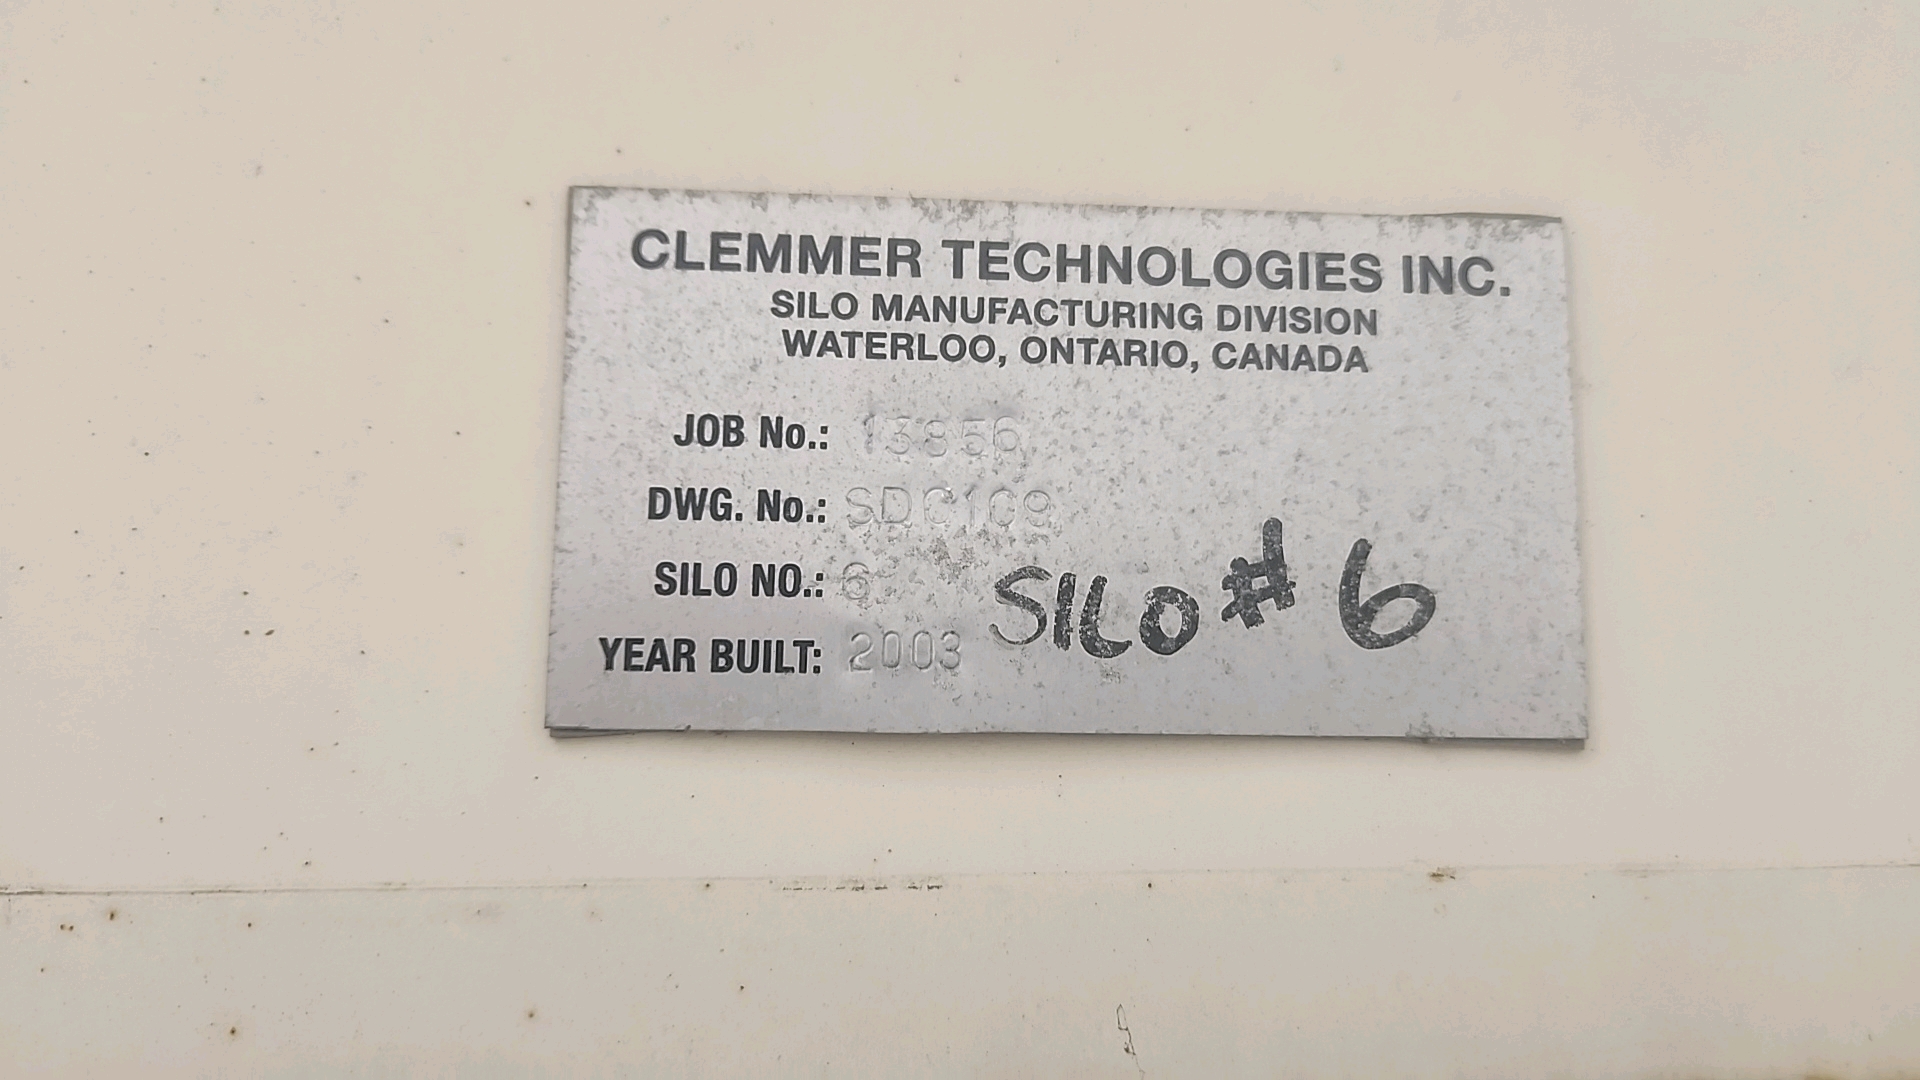 CLEMMER TECHNOLOGIES INC.
SILO MANUFACTURING DIVISION
WATERLOO, ONTARIO, CANADA
JOB No.: 13856
DWG. No.: SDC109
SILO NO.: 6
SILO # 6
YEAR BUILT: 2003